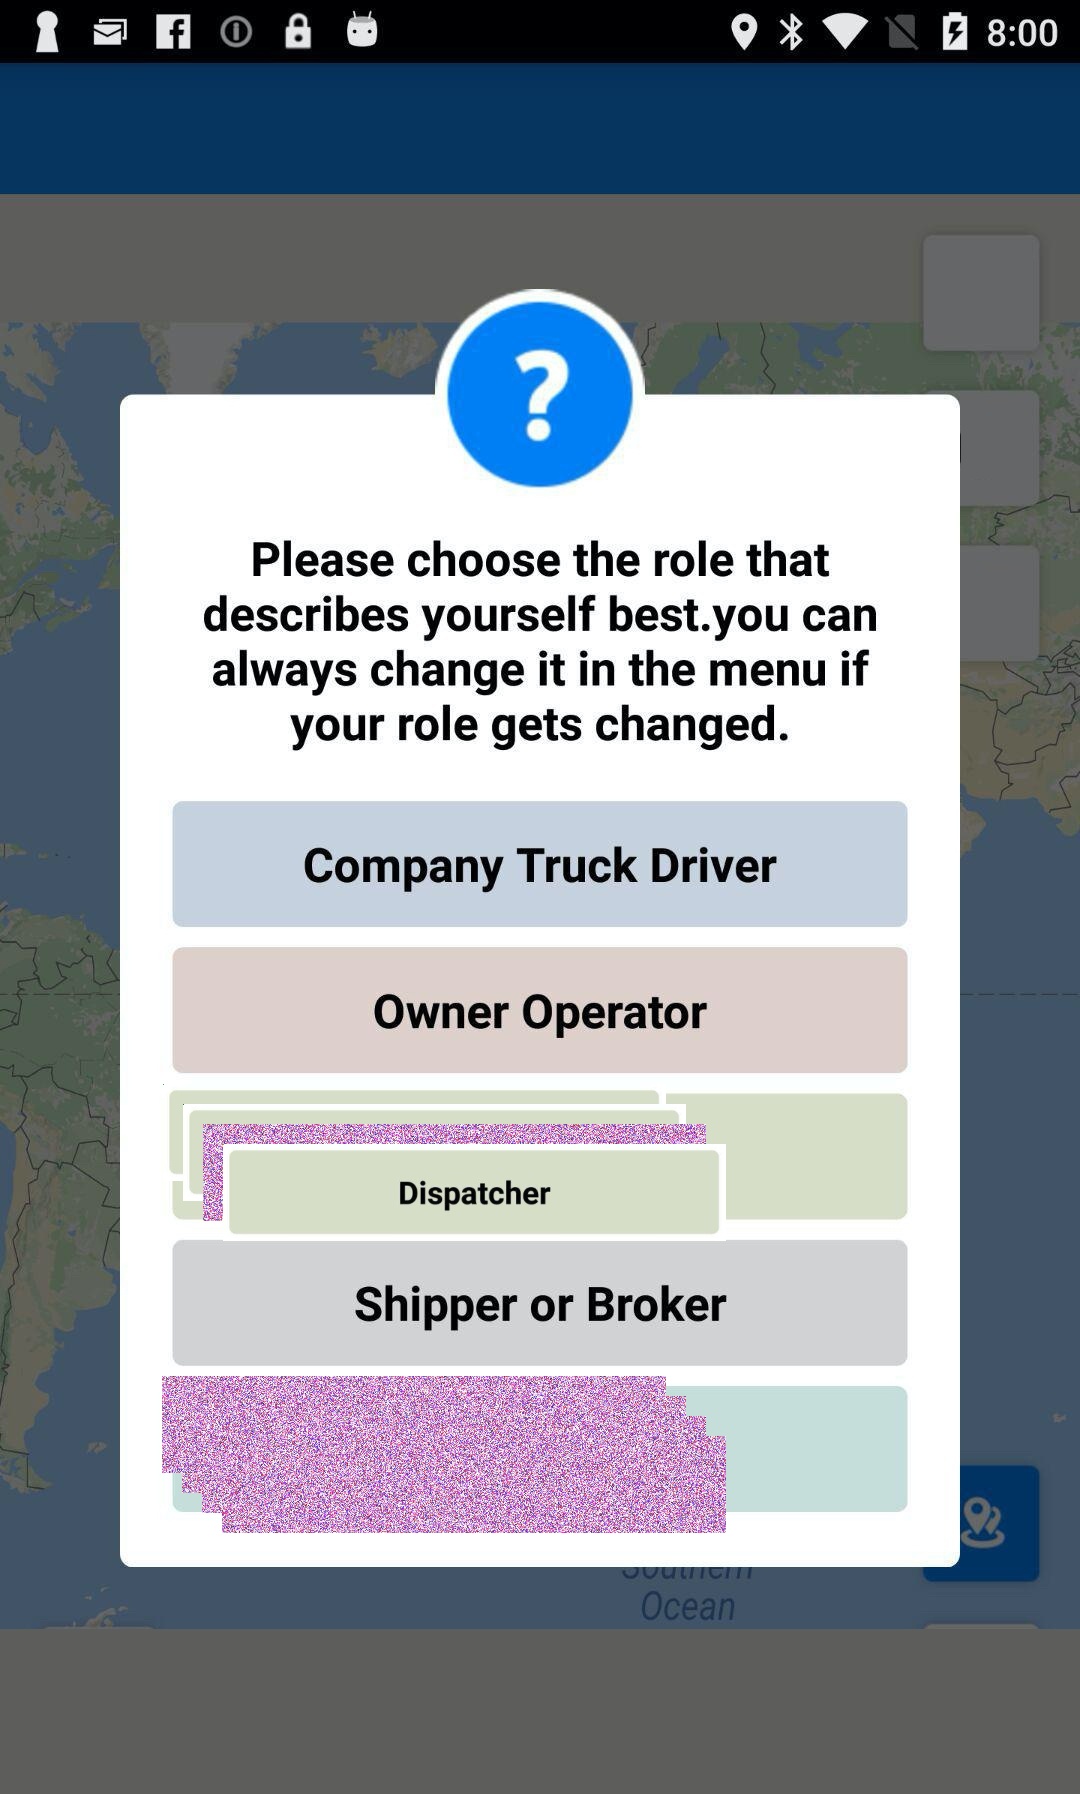 8:00
Please choose the role that
describes yourself best.you can
always change it in the menu if
your role gets changed.
Company Truck Driver
Owner Operator
Dispatcher
Shipper or Broker
Southern
Ocean